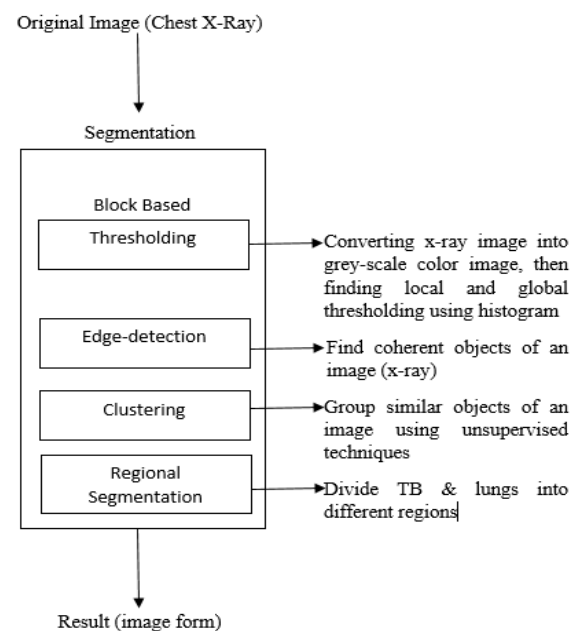 Original Image (Chest X-Ray)
Segmentation
Block Based
Thresholding
Converting x-ray image into
grey-scale color image, then
finding local and global
thresholding using histogram
Edge-detection
Find coherent objects of an
image (x-ray)
Clustering
Group similar objects of an
image using unsupervised
techniques
Regional
Segmentation
Divide TB & lungs into
different regions
Result (image form)